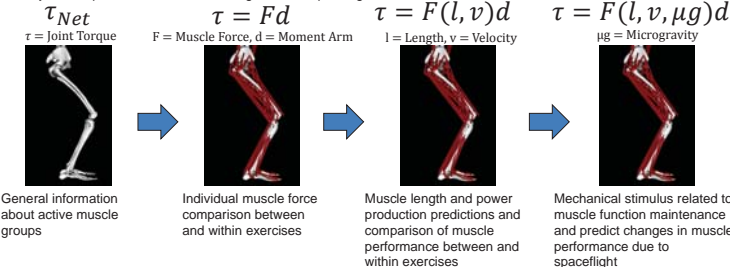 τ_Net
τ = Joint Torque
τ = Fd
F = Muscle Force, d = Moment Arm
τ = F(l, v)d
l = Length, v = Velocity
τ = F(l, v, μg)d
μg = Microgravity
General information
about active muscle
groups
Individual muscle force
comparison between
and within exercises
Muscle length and power
production predictions and
comparison of muscle
performance between and
within exercises
Mechanical stimulus related to
muscle function maintenance
and predict changes in muscle
performance due to
spaceflight